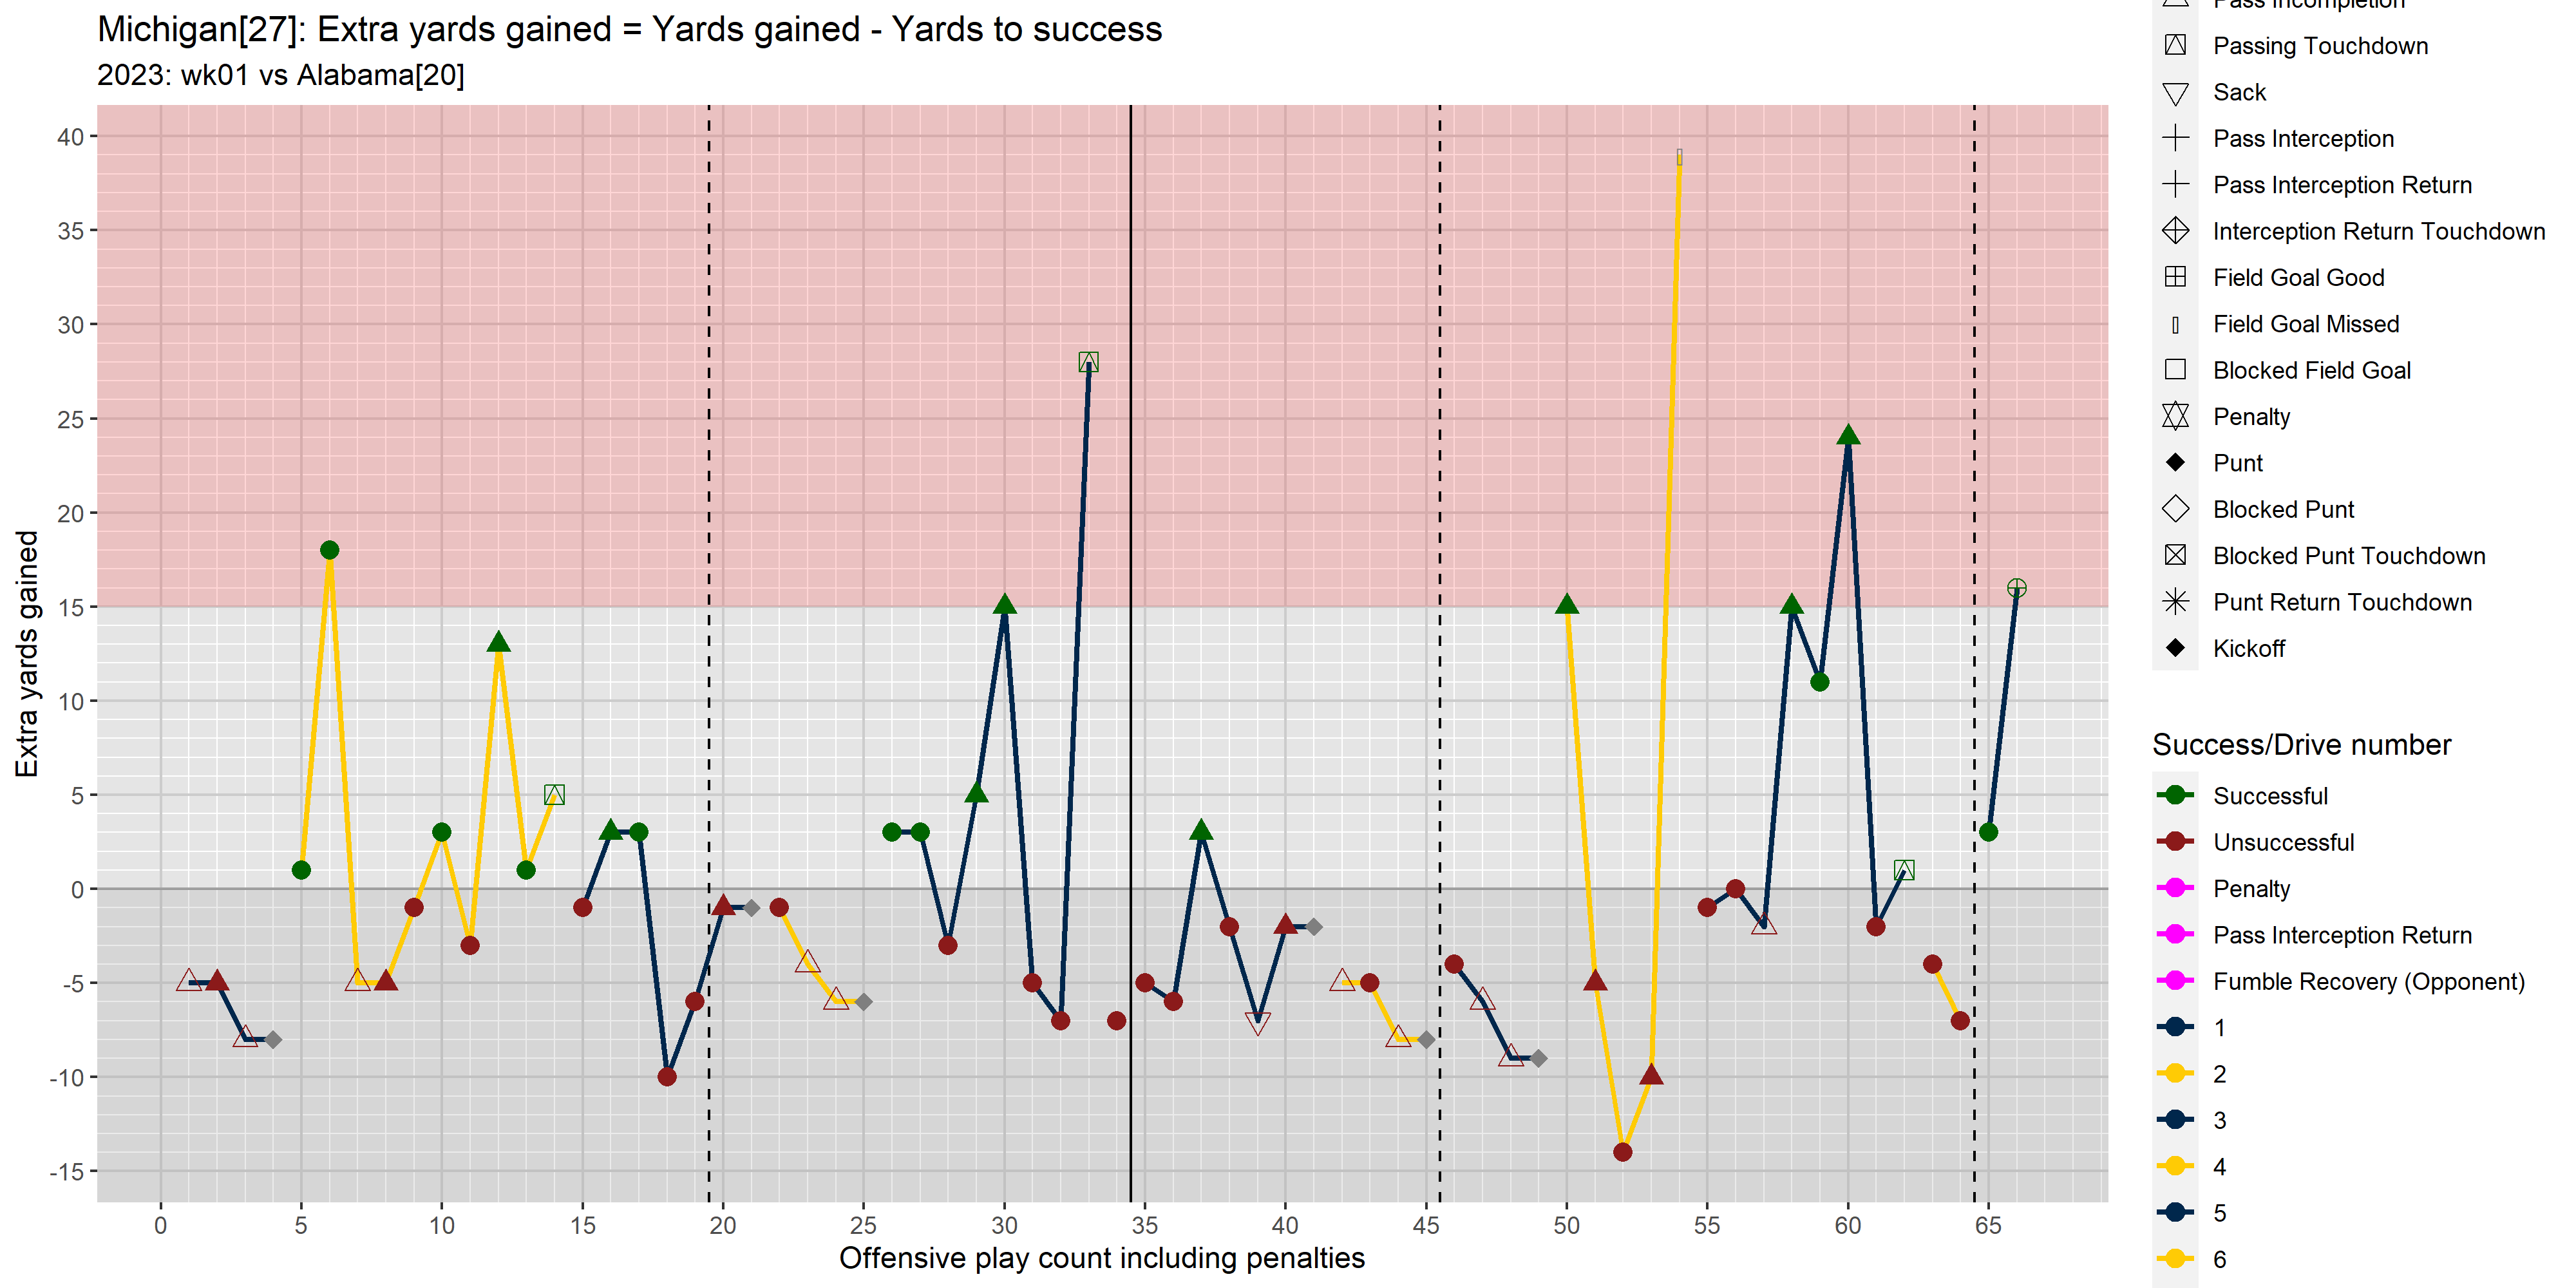 Michigan[27]: Extra yards gained = Yards gained - Yards to success
2023: wk01 vs Alabama[20]
Extra yards gained
40
35
30
25
20
15
10
5
0
-5
-10
-15
0 5 10 15 20 25 30 35 40 45 50 55 60 65
Offensive play count including penalties
Pass Incompletion
Passing Touchdown
Sack
Pass Interception
Pass Interception Return
Interception Return Touchdown
Field Goal Good
Field Goal Missed
Blocked Field Goal
Penalty
Punt
Blocked Punt
Blocked Punt Touchdown
Punt Return Touchdown
Kickoff
Success/Drive number
Successful
Unsuccessful
Penalty
Pass Interception Return
Fumble Recovery (Opponent)
1
2
3
4
5
6